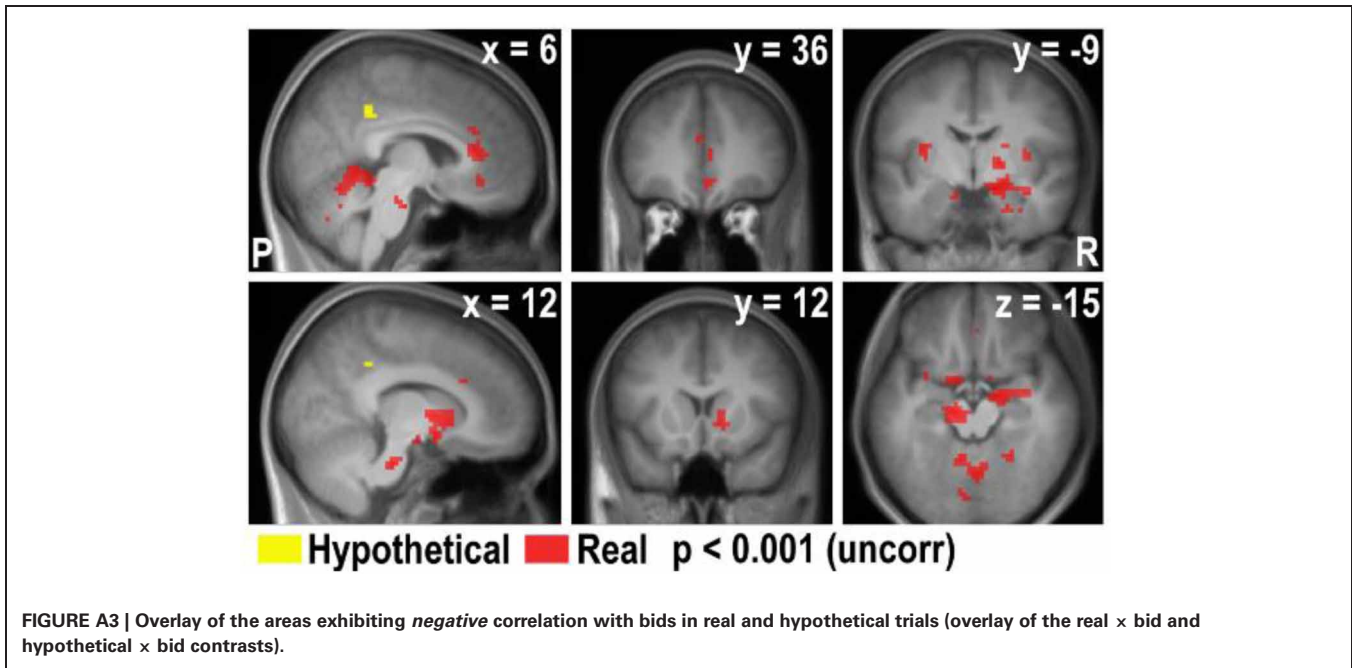 x = 6
y = 36
y = -9
P
R
x = 12
y = 12
z = -15
Hypothetical Real p < 0.001 (uncorr)
FIGURE A3 | Overlay of the areas exhibiting negative correlation with bids in real and hypothetical trials (overlay of the real × bid and
hypothetical × bid contrasts).